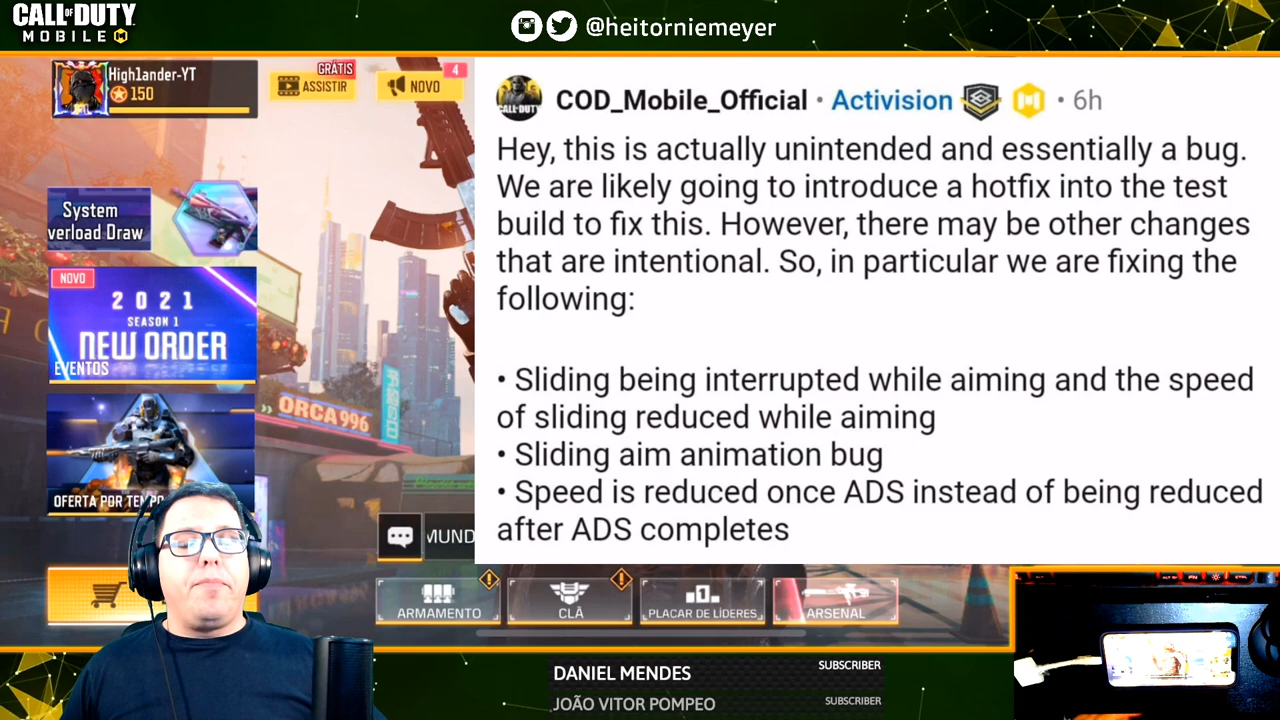 CALL OF DUTY
MOBILE
@heitorniemeyer
High1ander-YT
150
GRÁTIS
ASSISTIR
4
NOVO
System
verload Draw
NOVO
2021
SEASON 1
NEW ORDER
EVENTOS
OFERTA POR TEMPO
ORCA996
COD_Mobile_Official • Activision • 6h
Hey, this is actually unintended and essentially a bug.
We are likely going to introduce a hotfix into the test
build to fix this. However, there may be other changes
that are intentional. So, in particular we are fixing the
following:
• Sliding being interrupted while aiming and the speed
of sliding reduced while aiming
• Sliding aim animation bug
• Speed is reduced once ADS instead of being reduced
after ADS completes
MUND
ARMAMENTO
CLÃ
PLACAR DE LÍDERES
ARSENAL
DANIEL MENDES
SUBSCRIBER
JOÃO VITOR POMPEO
SUBSCRIBER